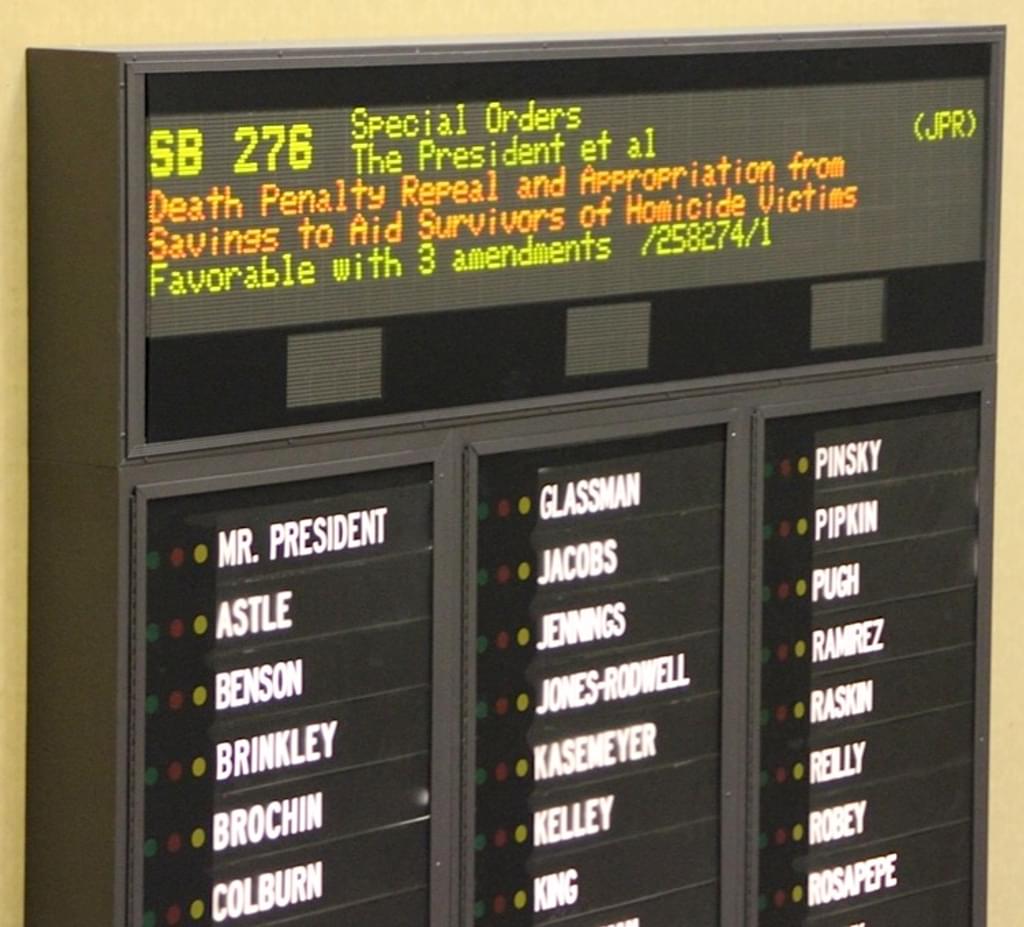 SB 276 Special Orders (JPR)
The President et al
Death Penalty Repeal and Appropriation from
Savings to Aid Survivors of Homicide Victims
Favorable with 3 amendments /258274/1
MR. PRESIDENT
ASTLE
BENSON
BRINKLEY
BROCHIN
COLBURN
GLASSMAN
JACOBS
JENNINGS
JONES-RODWELL
KASEMEYER
KELLEY
KING
PINSKY
PIPKIN
PUGH
RAMIREZ
RASKIN
REILLY
ROBEY
ROSAPEPE